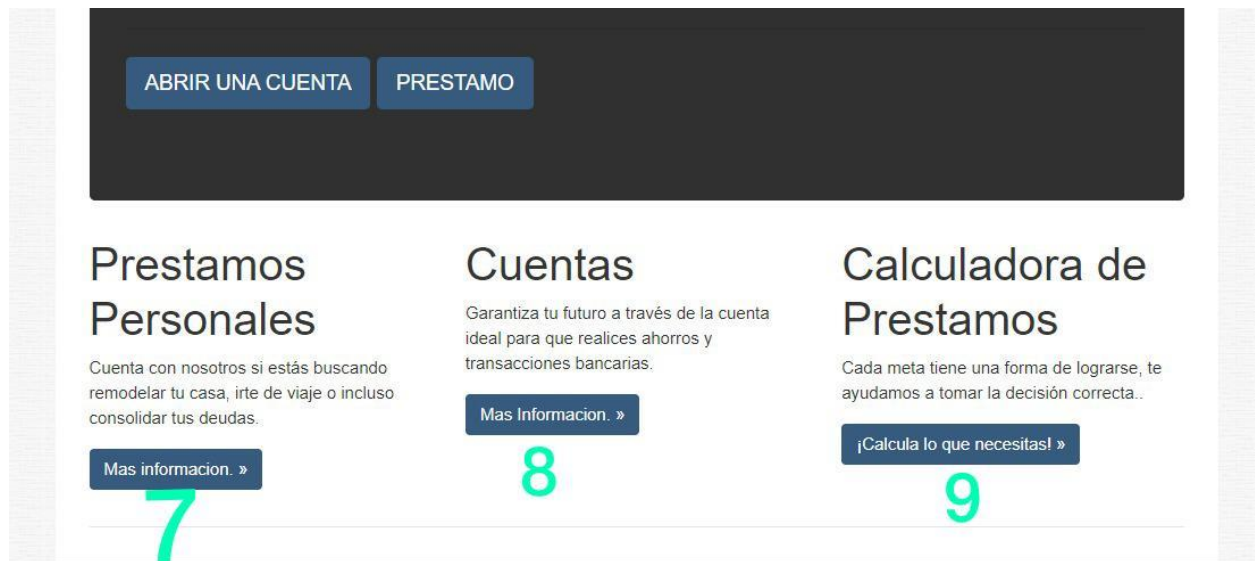 ABRIR UNA CUENTA PRESTAMO
Prestamos
Personales
Cuenta con nosotros si estás buscando
remodelar tu casa, irte de viaje o incluso
consolidar tus deudas.
Mas informacion. »
7
Cuentas
Garantiza tu futuro a través de la cuenta
ideal para que realices ahorros y
transacciones bancarias.
Mas Informacion. »
8
Calculadora de
Prestamos
Cada meta tiene una forma de lograrse, te
ayudamos a tomar la decisión correcta..
¡Calcula lo que necesitas! »
9